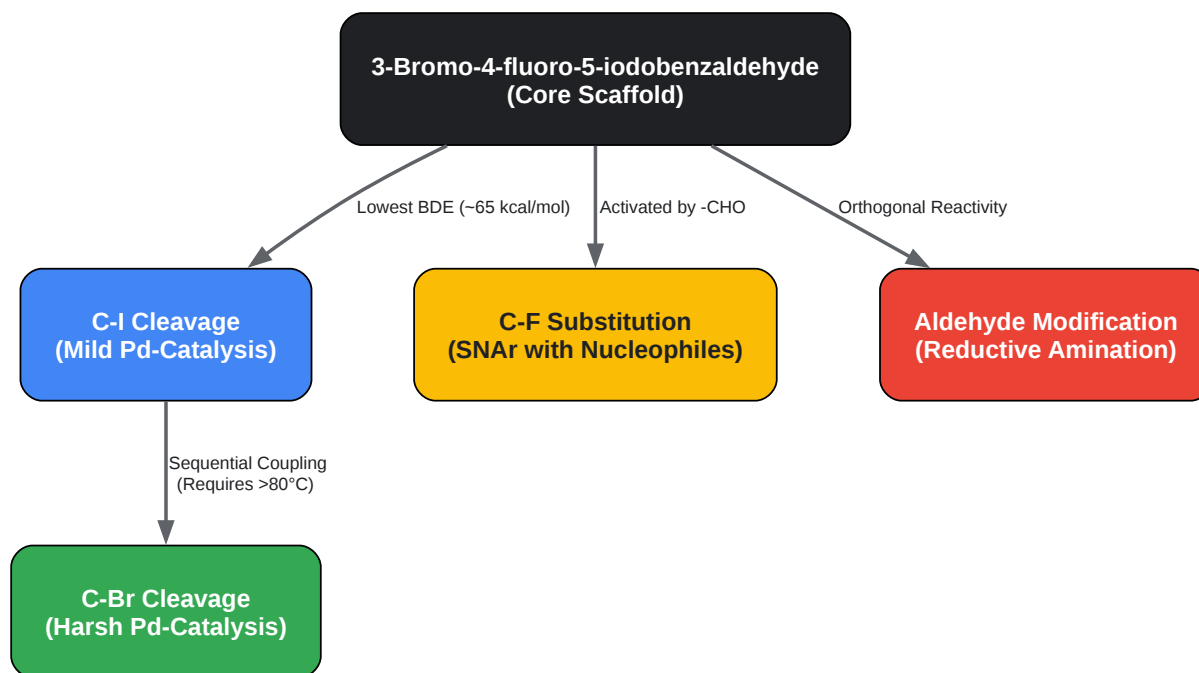 3-Bromo-4-fluoro-5-iodobenzaldehyde
(Core Scaffold)
Lowest BDE (~65 kcal/mol)
Activated by -CHO
Orthogonal Reactivity
C-I Cleavage
(Mild Pd-Catalysis)
C-F Substitution
(SNAr with Nucleophiles)
Aldehyde Modification
(Reductive Amination)
Sequential Coupling
(Requires >80°C)
C-Br Cleavage
(Harsh Pd-Catalysis)